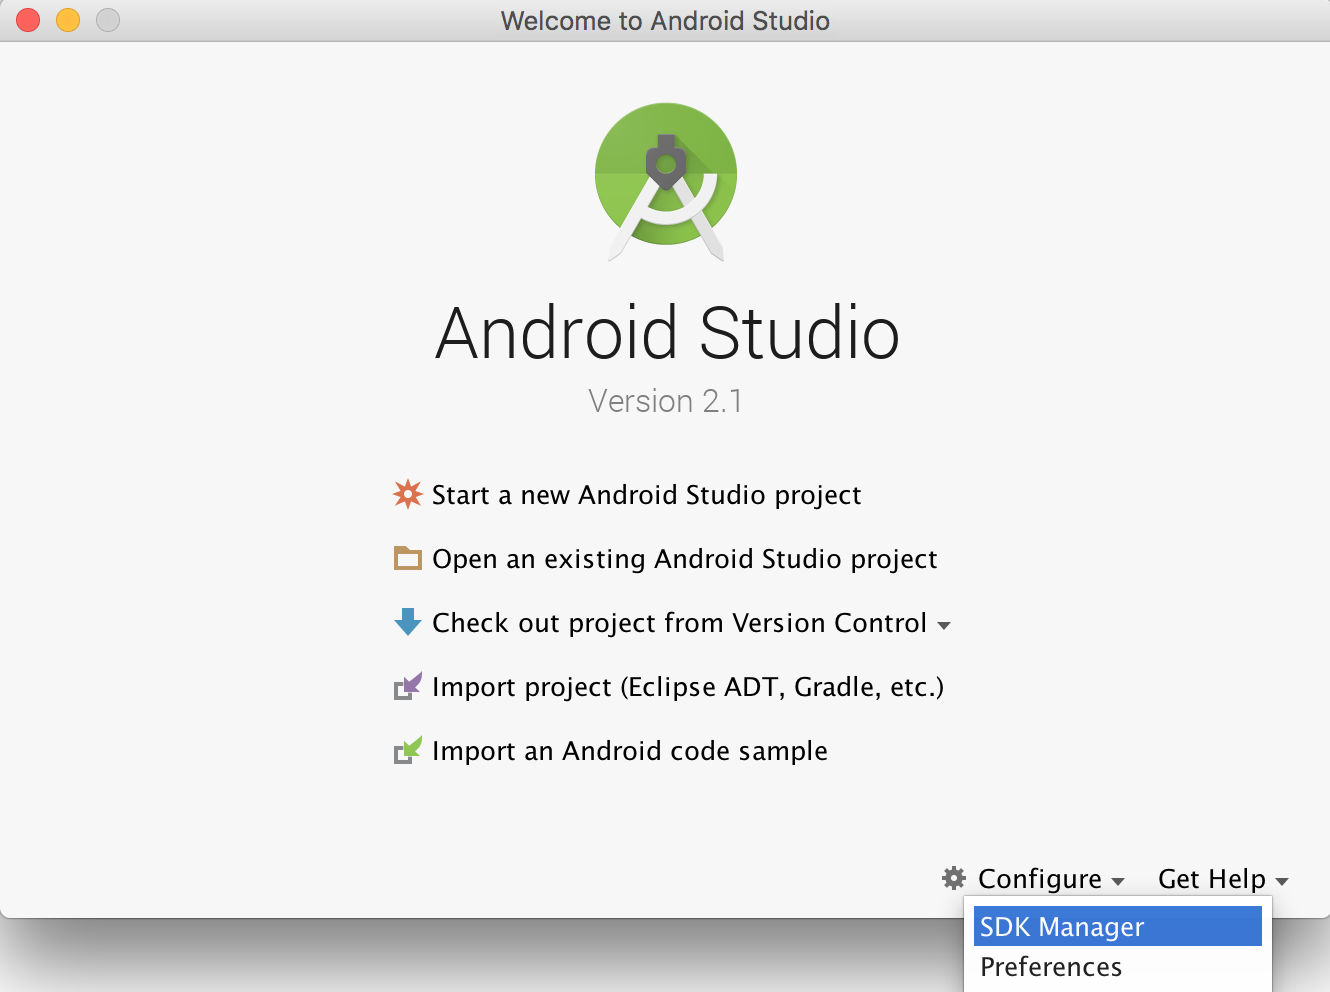 Welcome to Android Studio
Android Studio
Version 2.1
Start a new Android Studio project
Open an existing Android Studio project
Check out project from Version Control
Import project (Eclipse ADT, Gradle, etc.)
Import an Android code sample
Configure Get Help
SDK Manager
Preferences